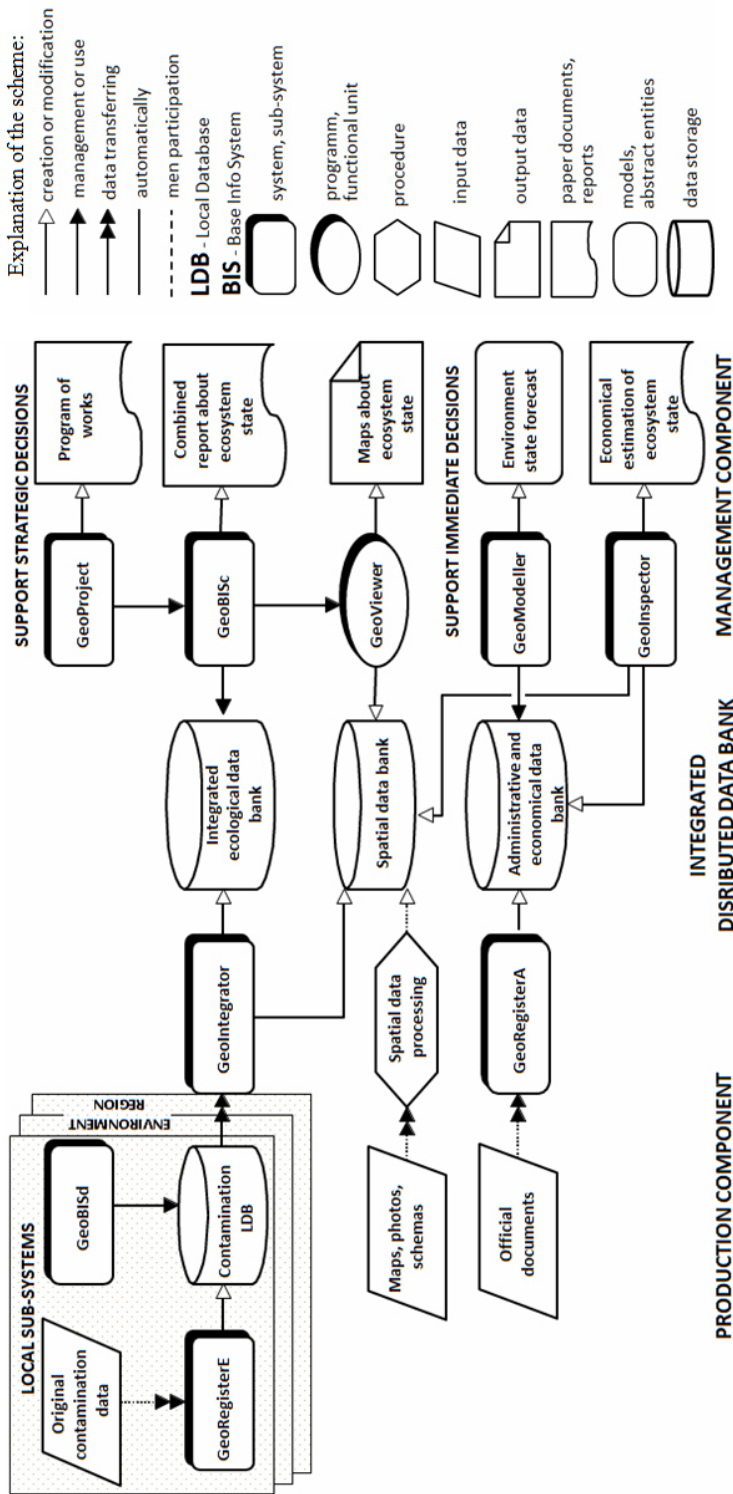 Explanation of the scheme:
creation or modification
management or use
data transferring
automatically
men participation
LDB - Local Database
BIS - Base Info System
system, sub-system
programm,
functional unit
procedure
input data
output data
paper documents,
reports
models,
abstract entities
data storage
LOCAL SUB-SYSTEMS
ENVIRONMENT
REGION
Original
contamination
data
GeoBISd
GeoRegisterE
Contamination
LDB
GeoIntegrator
Maps, photos,
schemas
Spatial data
processing
Official
documents
GeoRegisterA
PRODUCTION COMPONENT
Integrated
ecological data
bank
Spatial data bank
Administrative and
economical data
bank
INTEGRATED
DISRIBUTED DATA BANK
SUPPORT STRATEGIC DECISIONS
GeoProject
Program of
works
GeoBISc
Combined
report about
ecosystem
state
GeoViewer
Maps about
ecosystem
state
SUPPORT IMMEDIATE DECISIONS
GeoModeller
Environment
state forecast
GeoInspector
Economical
estimation of
ecosystem
state
MANAGEMENT COMPONENT